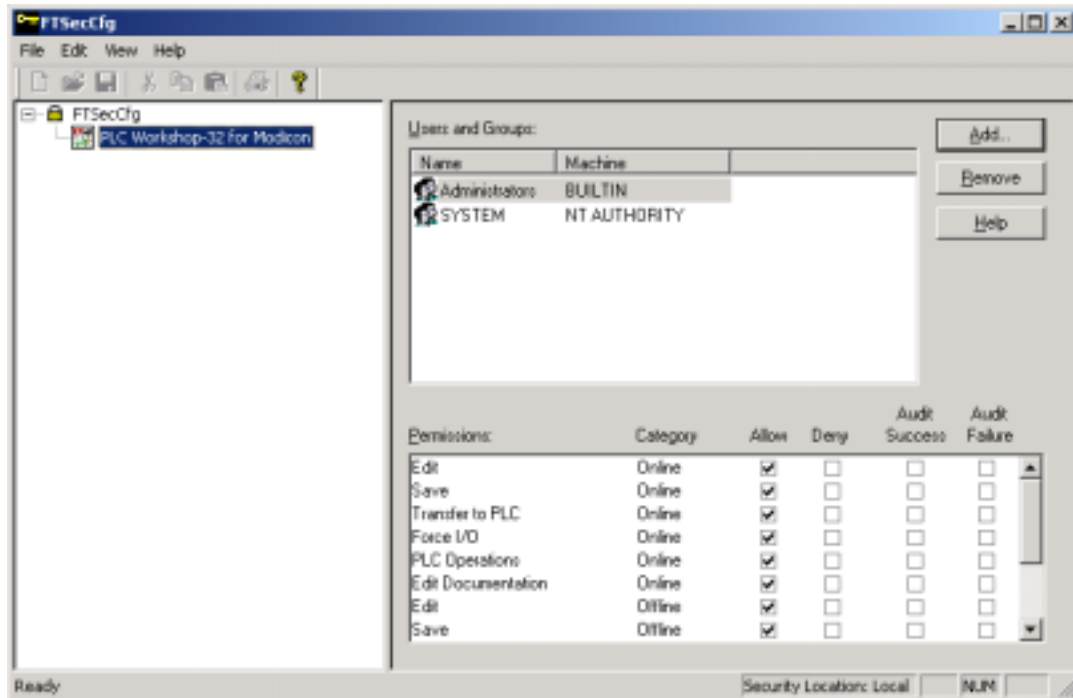 FTSecCfg
File Edit View Help
FTSecCfg
PLC Workshop-32 for Modicon
Users and Groups:
Add...
Remove
Help
Name Machine
Administrators BUILTIN
SYSTEM NT AUTHORITY
Permissions: Category Allow Deny Audit Success Audit Failure
Edit Online
Save Online
Transfer to PLC Online
Force I/O Online
PLC Operations Online
Edit Documentation Online
Edit Offline
Save Offline
Ready Security Location: Local NUM